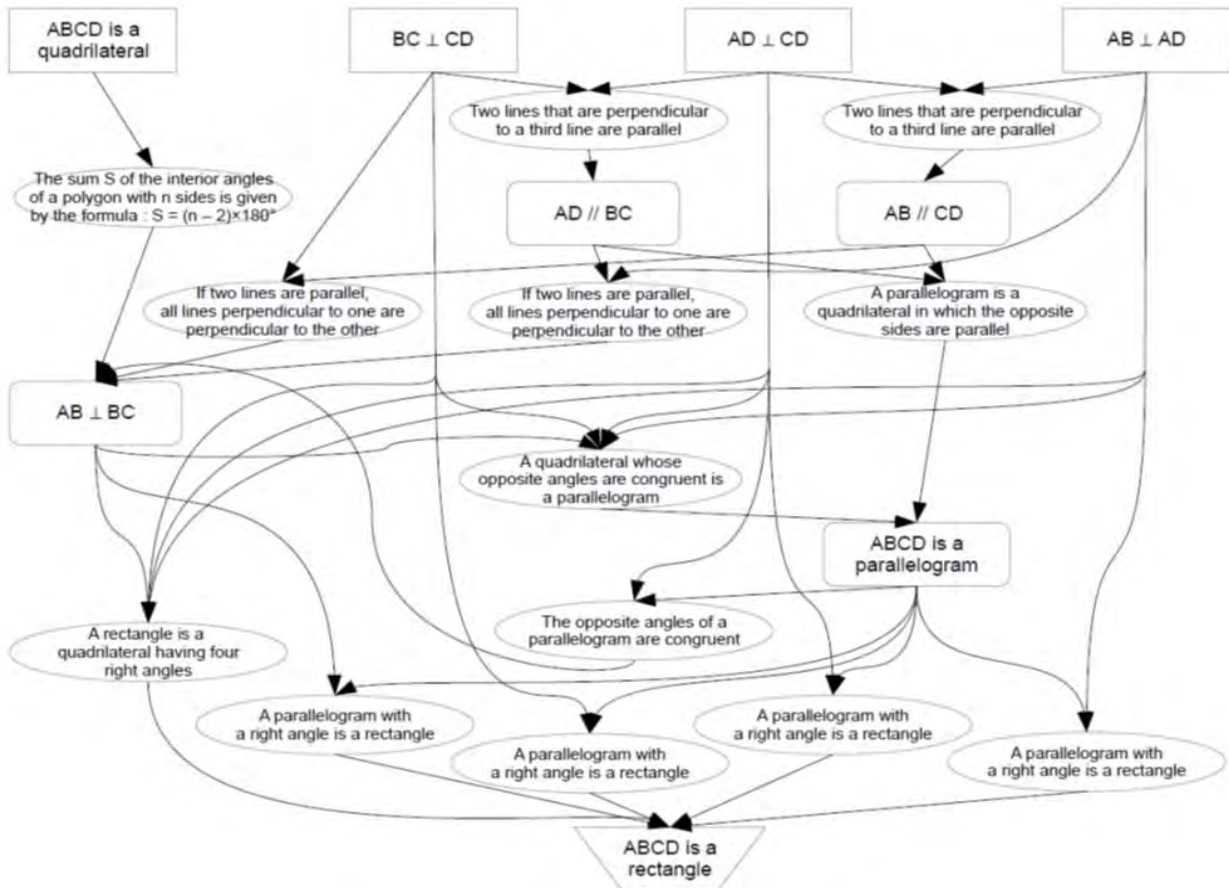 ABCD is a
quadrilateral
BC ⊥ CD
AD ⊥ CD
AB ⊥ AD
Two lines that are perpendicular
to a third line are parallel
Two lines that are perpendicular
to a third line are parallel
The sum S of the interior angles
of a polygon with n sides is given
by the formula : S = (n – 2)×180°
AD // BC
AB // CD
If two lines are parallel,
all lines perpendicular to one are
perpendicular to the other
If two lines are parallel,
all lines perpendicular to one are
perpendicular to the other
A parallelogram is a
quadrilateral in which the opposite
sides are parallel
AB ⊥ BC
A quadrilateral whose
opposite angles are congruent is
a parallelogram
ABCD is a
parallelogram
The opposite angles of a
parallelogram are congruent
A rectangle is a
quadrilateral having four
right angles
A parallelogram with
a right angle is a rectangle
A parallelogram with
a right angle is a rectangle
A parallelogram with
a right angle is a rectangle
A parallelogram with
a right angle is a rectangle
ABCD is a
rectangle